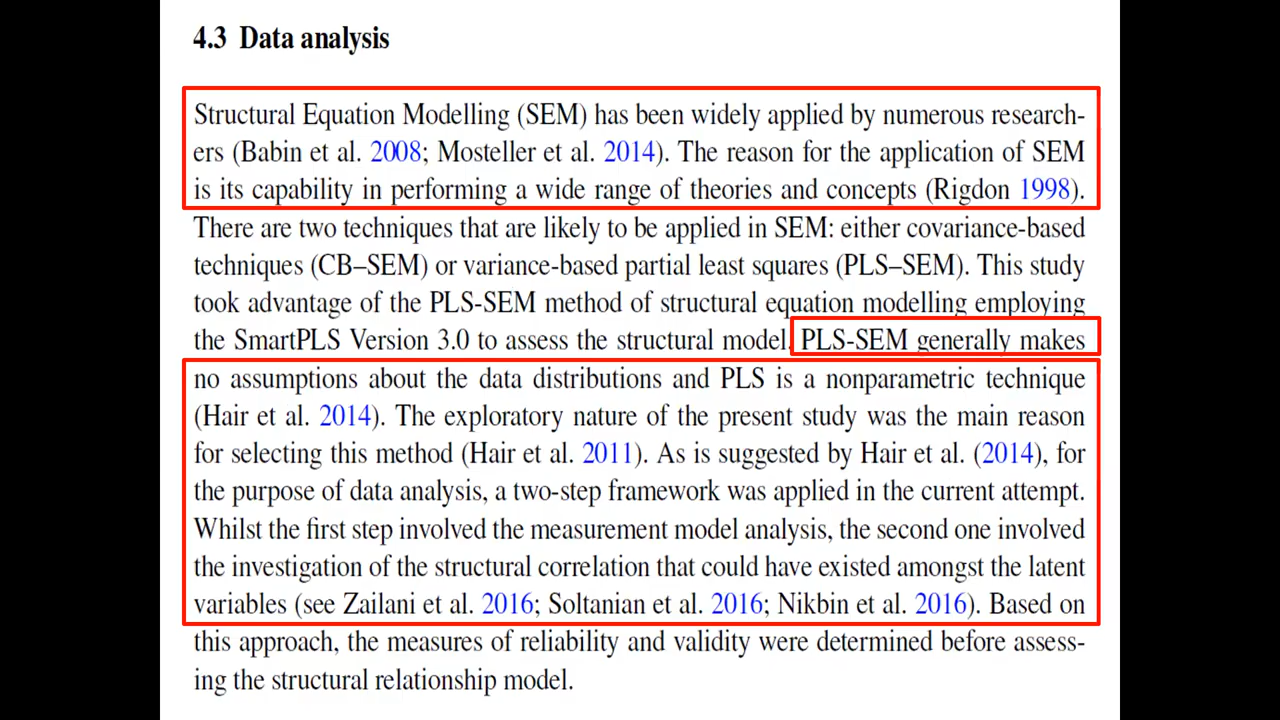 4.3 Data analysis
Structural Equation Modelling (SEM) has been widely applied by numerous research-
ers (Babin et al. 2008; Mosteller et al. 2014). The reason for the application of SEM
is its capability in performing a wide range of theories and concepts (Rigdon 1998).
There are two techniques that are likely to be applied in SEM: either covariance-based
techniques (CB–SEM) or variance-based partial least squares (PLS–SEM). This study
took advantage of the PLS-SEM method of structural equation modelling employing
the SmartPLS Version 3.0 to assess the structural model. PLS-SEM generally makes
no assumptions about the data distributions and PLS is a nonparametric technique
(Hair et al. 2014). The exploratory nature of the present study was the main reason
for selecting this method (Hair et al. 2011). As is suggested by Hair et al. (2014), for
the purpose of data analysis, a two-step framework was applied in the current attempt.
Whilst the first step involved the measurement model analysis, the second one involved
the investigation of the structural correlation that could have existed amongst the latent
variables (see Zailani et al. 2016; Soltanian et al. 2016; Nikbin et al. 2016). Based on
this approach, the measures of reliability and validity were determined before assess-
ing the structural relationship model.